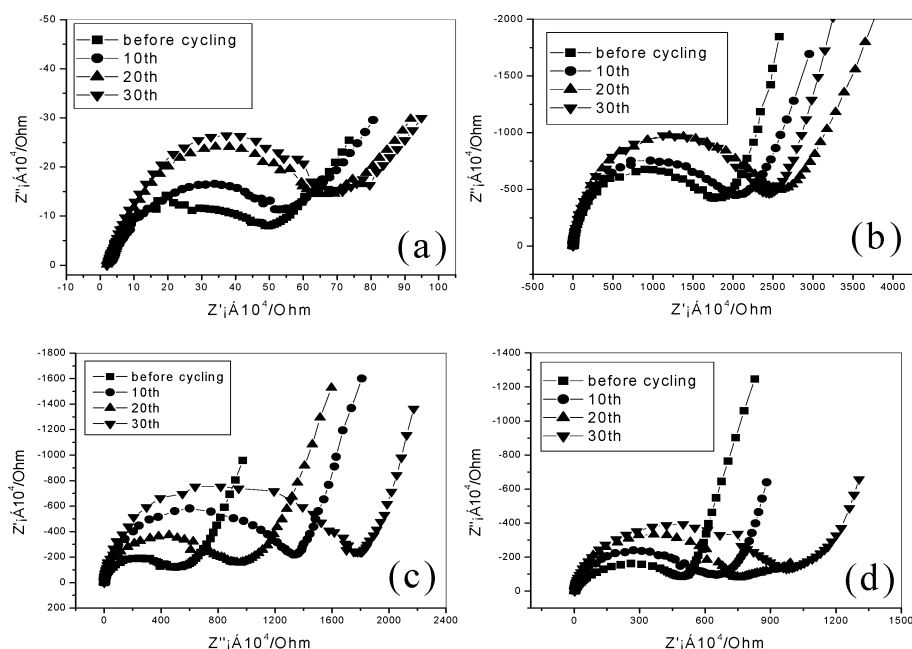 -50
-40
-30
-20
-10
0
Z''¡Á10⁴/Ohm
before cycling
10th
20th
30th
(a)
-10 0 10 20 30 40 50 60 70 80 90 100
Z'¡Á10⁴/Ohm
-2000
-1500
-1000
-500
0
Z''¡Á10⁴/Ohm
before cycling
10th
20th
30th
(b)
-500 0 500 1000 1500 2000 2500 3000 3500 4000
Z'¡Á10⁴/Ohm
-1800
-1600
-1400
-1200
-1000
-800
-600
-400
-200
0
200
Z'¡Á10⁴/Ohm
before cycling
10th
20th
30th
(c)
0 400 800 1200 1600 2000 2400
Z''¡Á10⁴/Ohm
-1400
-1200
-1000
-800
-600
-400
-200
0
Z''¡Á10⁴/Ohm
before cycling
10th
20th
30th
(d)
-300 0 300 600 900 1200 1500
Z'¡Á10⁴/Ohm